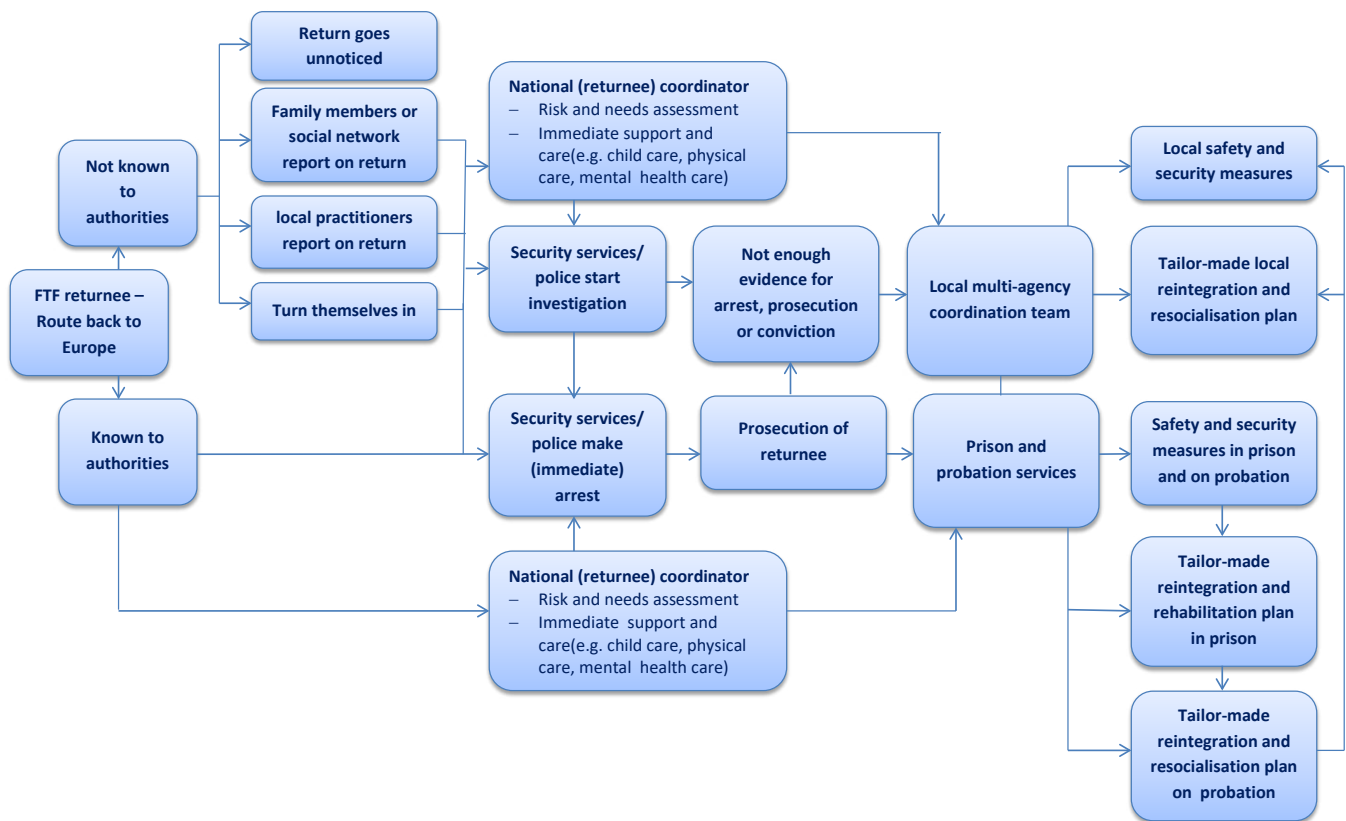 Return goes
unnoticed
Family members or
social network
report on return
Not known
to
authorities
local practitioners
report on return
Turn themselves in
FTF returnee –
Route back to
Europe
Known to
authorities
National (returnee) coordinator
– Risk and needs assessment
– Immediate support and
care(e.g. child care, physical
care, mental health care)
Security services/
police start
investigation
Not enough
evidence for
arrest, prosecution
or conviction
Local multi-agency
coordination team
Local safety and
security measures
Tailor-made local
reintegration and
resocialisation plan
Security services/
police make
(immediate)
arrest
Prosecution of
returnee
Prison and
probation services
Safety and security
measures in prison
and on probation
National (returnee) coordinator
– Risk and needs assessment
– Immediate support and
care(e.g. child care, physical
care, mental health care)
Tailor-made
reintegration and
rehabilitation plan
in prison
Tailor-made
reintegration and
resocialisation plan
on probation